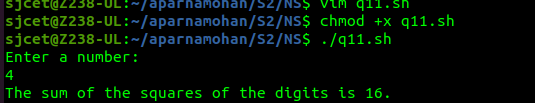 sjcet@Z238-UL:~/aparnamohan/S2/NS$ vim q11.sh
sjcet@Z238-UL:~/aparnamohan/S2/NS$ chmod +x q11.sh
sjcet@Z238-UL:~/aparnamohan/S2/NS$ ./q11.sh
Enter a number:
4
The sum of the squares of the digits is 16.